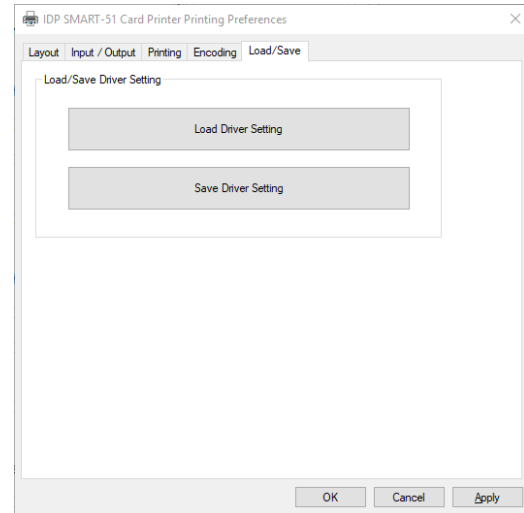 IDP SMART-51 Card Printer Printing Preferences
Layout Input / Output Printing Encoding Load/Save
Load/Save Driver Setting
Load Driver Setting
Save Driver Setting
OK Cancel Apply